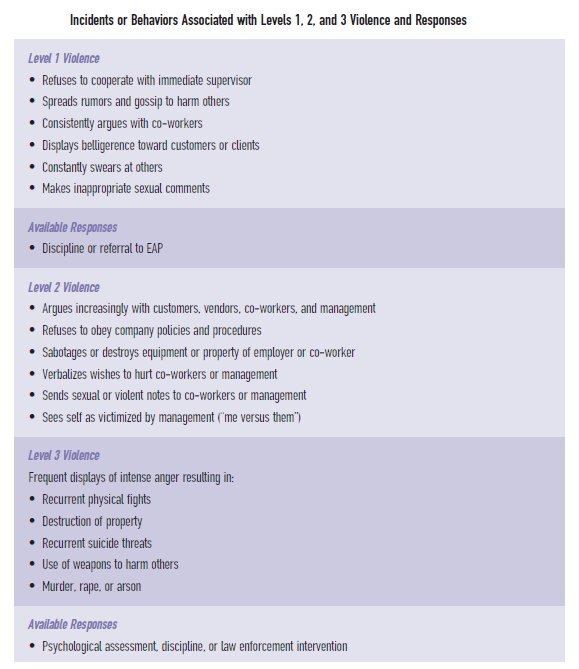 Incidents or Behaviors Associated with Levels 1, 2, and 3 Violence and Responses
Level 1 Violence
• Refuses to cooperate with immediate supervisor
• Spreads rumors and gossip to harm others
• Consistently argues with co-workers
• Displays belligerence toward customers or clients
• Constantly swears at others
• Makes inappropriate sexual comments
Available Responses
• Discipline or referral to EAP
Level 2 Violence
• Argues increasingly with customers, vendors, co-workers, and management
• Refuses to obey company policies and procedures
• Sabotages or destroys equipment or property of employer or co-worker
• Verbalizes wishes to hurt co-workers or management
• Sends sexual or violent notes to co-workers or management
• Sees self as victimized by management ("me versus them")
Level 3 Violence
Frequent displays of intense anger resulting in:
• Recurrent physical fights
• Destruction of property
• Recurrent suicide threats
• Use of weapons to harm others
• Murder, rape, or arson
Available Responses
• Psychological assessment, discipline, or law enforcement intervention